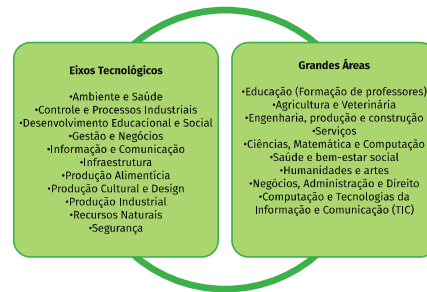 Eixos Tecnológicos
•Ambiente e Saúde
•Controle e Processos Industriais
•Desenvolvimento Educacional e Social
•Gestão e Negócios
•Informação e Comunicação
•Infraestrutura
•Produção Alimentícia
•Produção Cultural e Design
•Produção Industrial
•Recursos Naturais
•Segurança
Grandes Áreas
•Educação (Formação de professores)
•Agricultura e Veterinária
•Engenharia, produção e construção
•Serviços
•Ciências, Matemática e Computação
•Saúde e bem-estar social
•Humanidades e artes
•Negócios, Administração e Direito
•Computação e Tecnologias da
Informação e Comunicação (TIC)